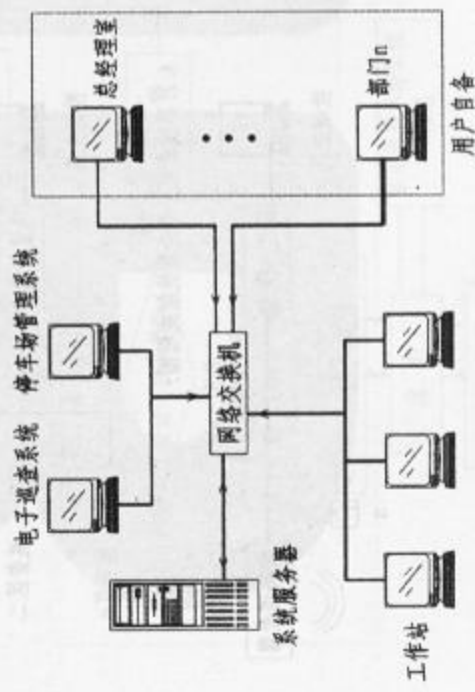 电子巡查系统
停车场管理系统
总经理室
系统服务器
网络交换机
部门n
工作站
用户自备